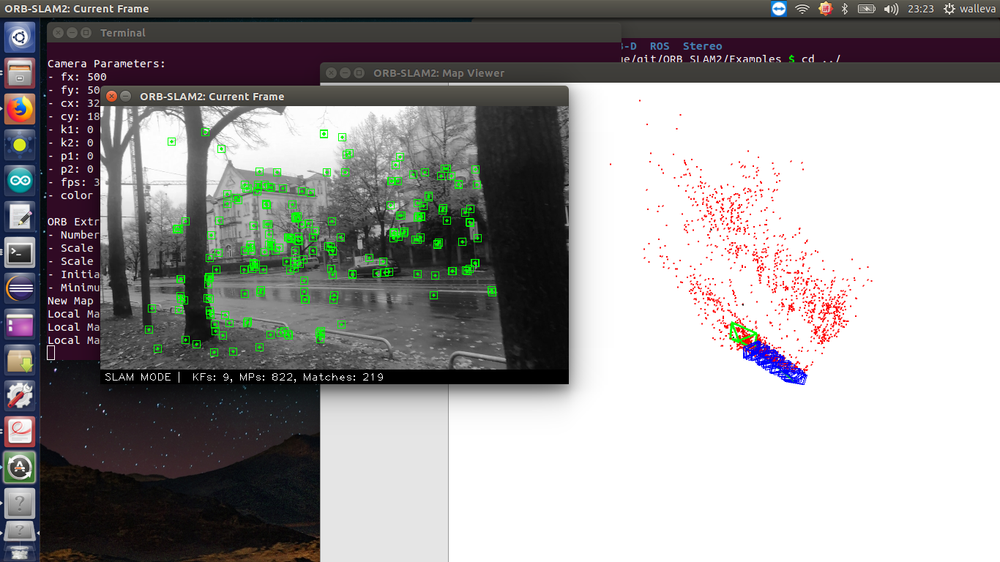 ORB-SLAM2: Current Frame
23:23
walleva
Terminal
Camera Parameters:
- fx: 500
- fy: 50
- cx: 32
- cy: 18
- k1: 0
- k2: 0
- p1: 0
- p2: 0
- fps: 3
- color
ORB Extr
- Number
- Scale
- Scale
- Initia
- Minimu
New Map
Local Ma
Local Ma
Local Ma
B-D ROS Stereo
ge/git/ORB_SLAM2/Examples $ cd ../
ORB-SLAM2: Map Viewer
ORB-SLAM2: Current Frame
SLAM MODE | KFs: 9, MPs: 822, Matches: 219